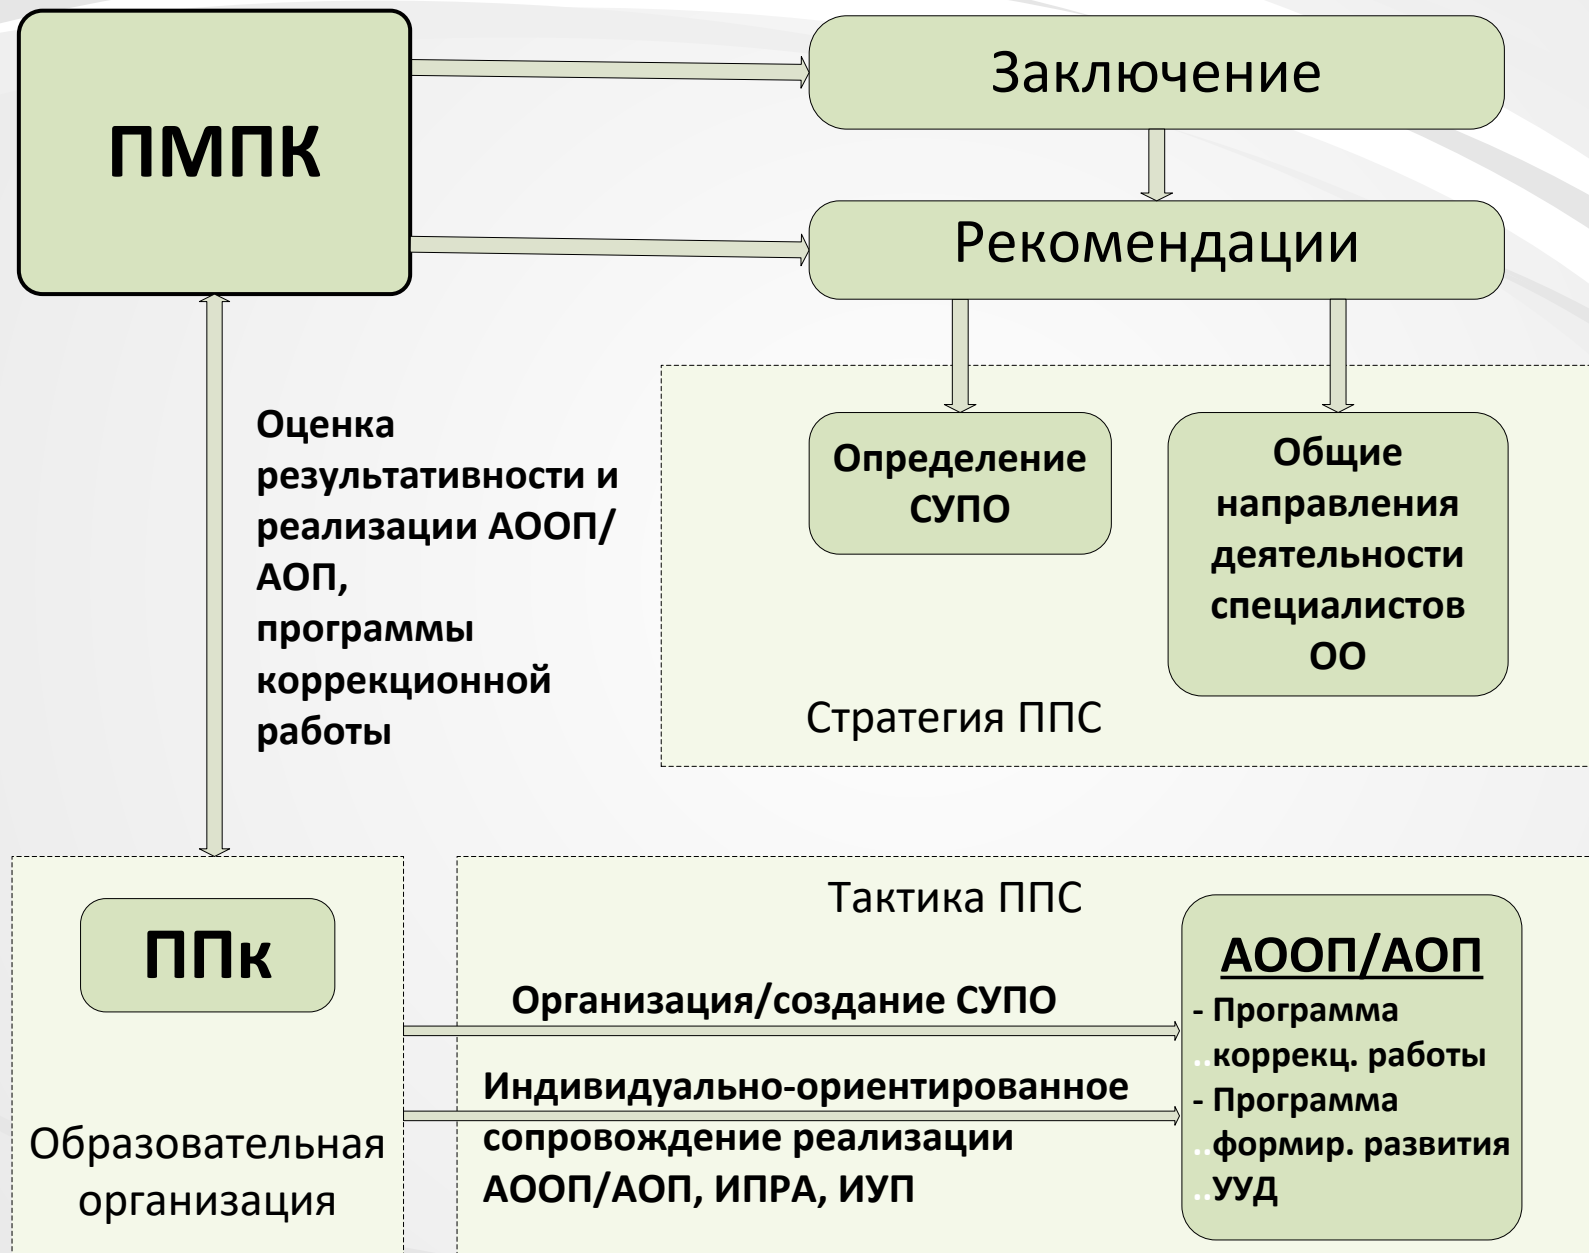 ПМПК
Заключение
Рекомендации
Оценка
результативности и
реализации АООП/
АОП,
программы
коррекционной
работы
Определение
СУПО
Общие
направления
деятельности
специалистов
ОО
Стратегия ППС
ППк
Образовательная
организация
Тактика ППС
Организация/создание СУПО
Индивидуально-ориентированное
сопровождение реализации
АООП/АОП, ИПРА, ИУП
АООП/АОП
- Программа
..коррекц. работы
- Программа
..формир. развития
..УУД